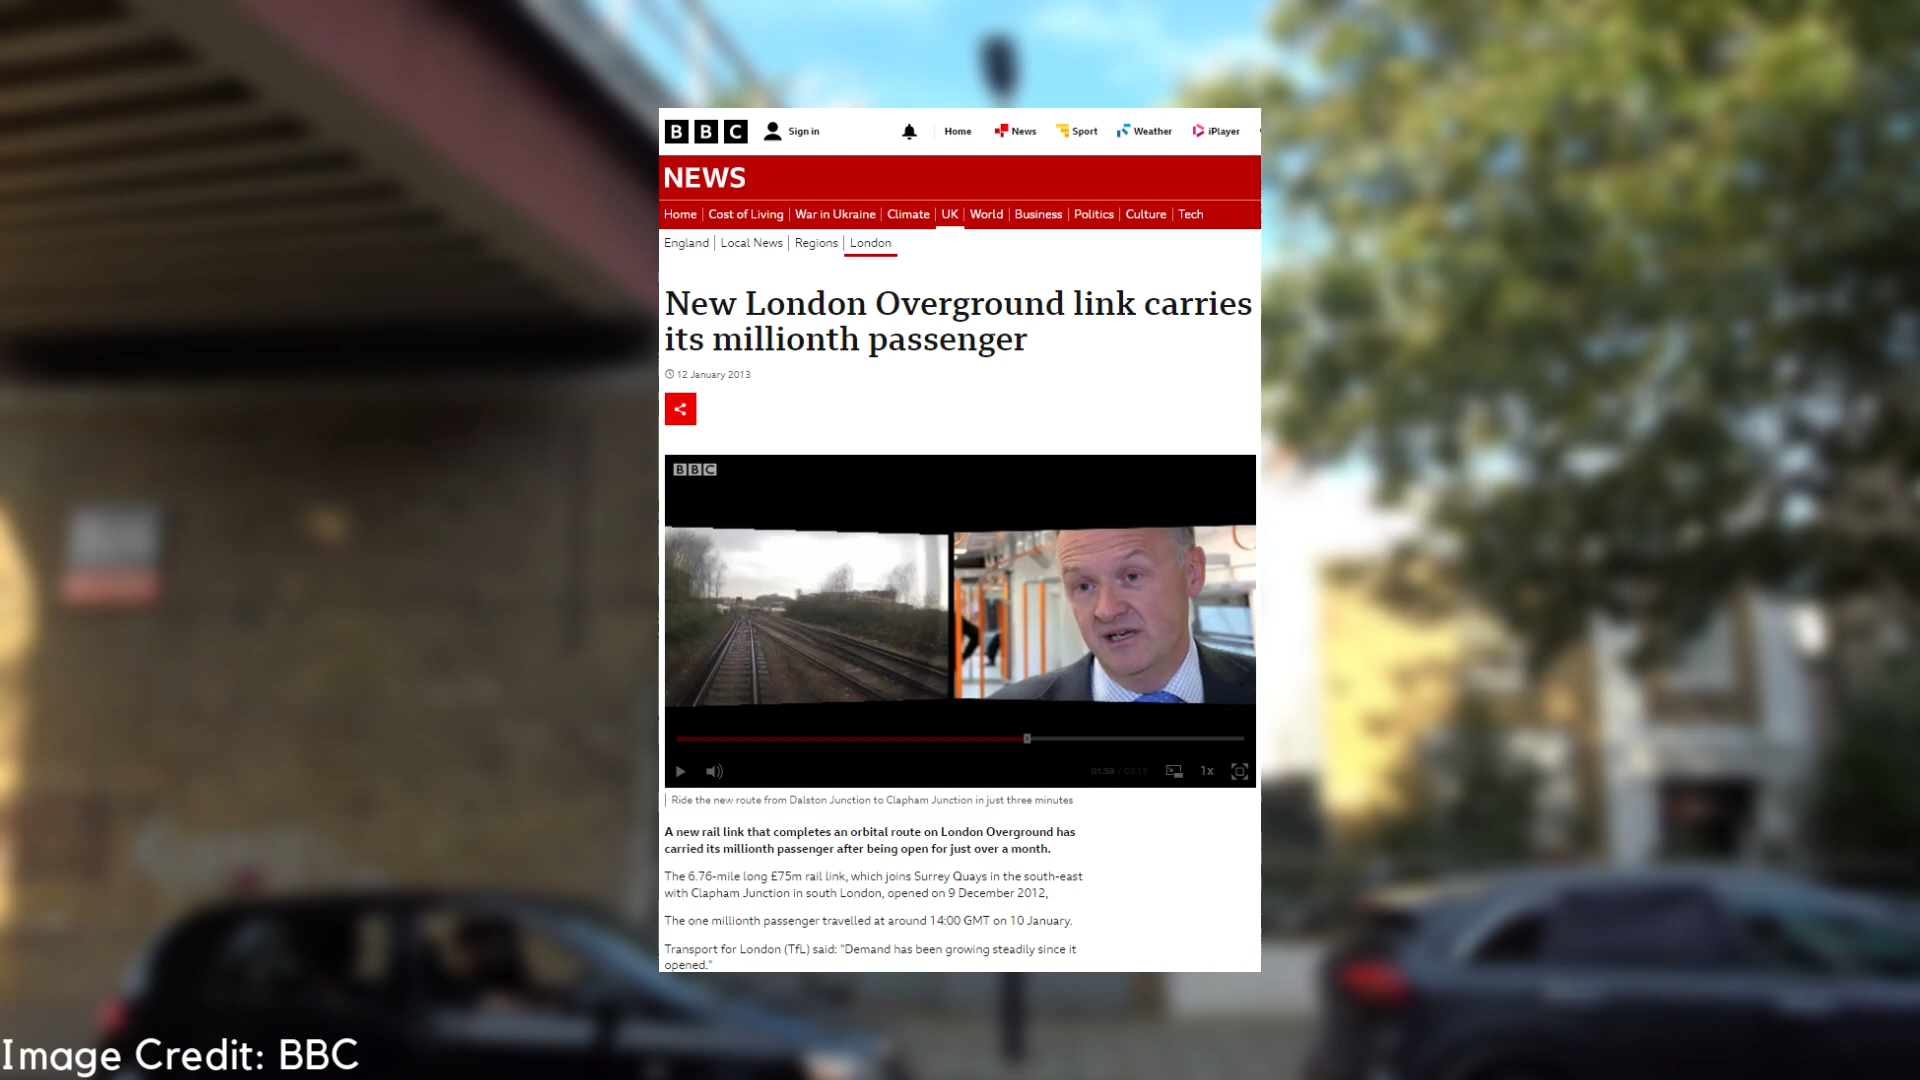 BBC Sign in Home News Sport Weather iPlayer
NEWS
Home Cost of Living War in Ukraine Climate UK World Business Politics Culture Tech
England Local News Regions London
New London Overground link carries
its millionth passenger
12 January 2013
BBC
01:59 / 03:15 1x
Ride the new route from Dalston Junction to Clapham Junction in just three minutes
A new rail link that completes an orbital route on London Overground has
carried its millionth passenger after being open for just over a month.
The 6.76-mile long £75m rail link, which joins Surrey Quays in the south-east
with Clapham Junction in south London, opened on 9 December 2012,
The one millionth passenger travelled at around 14:00 GMT on 10 January.
Transport for London (TfL) said: "Demand has been growing steadily since it
opened."
Image Credit: BBC